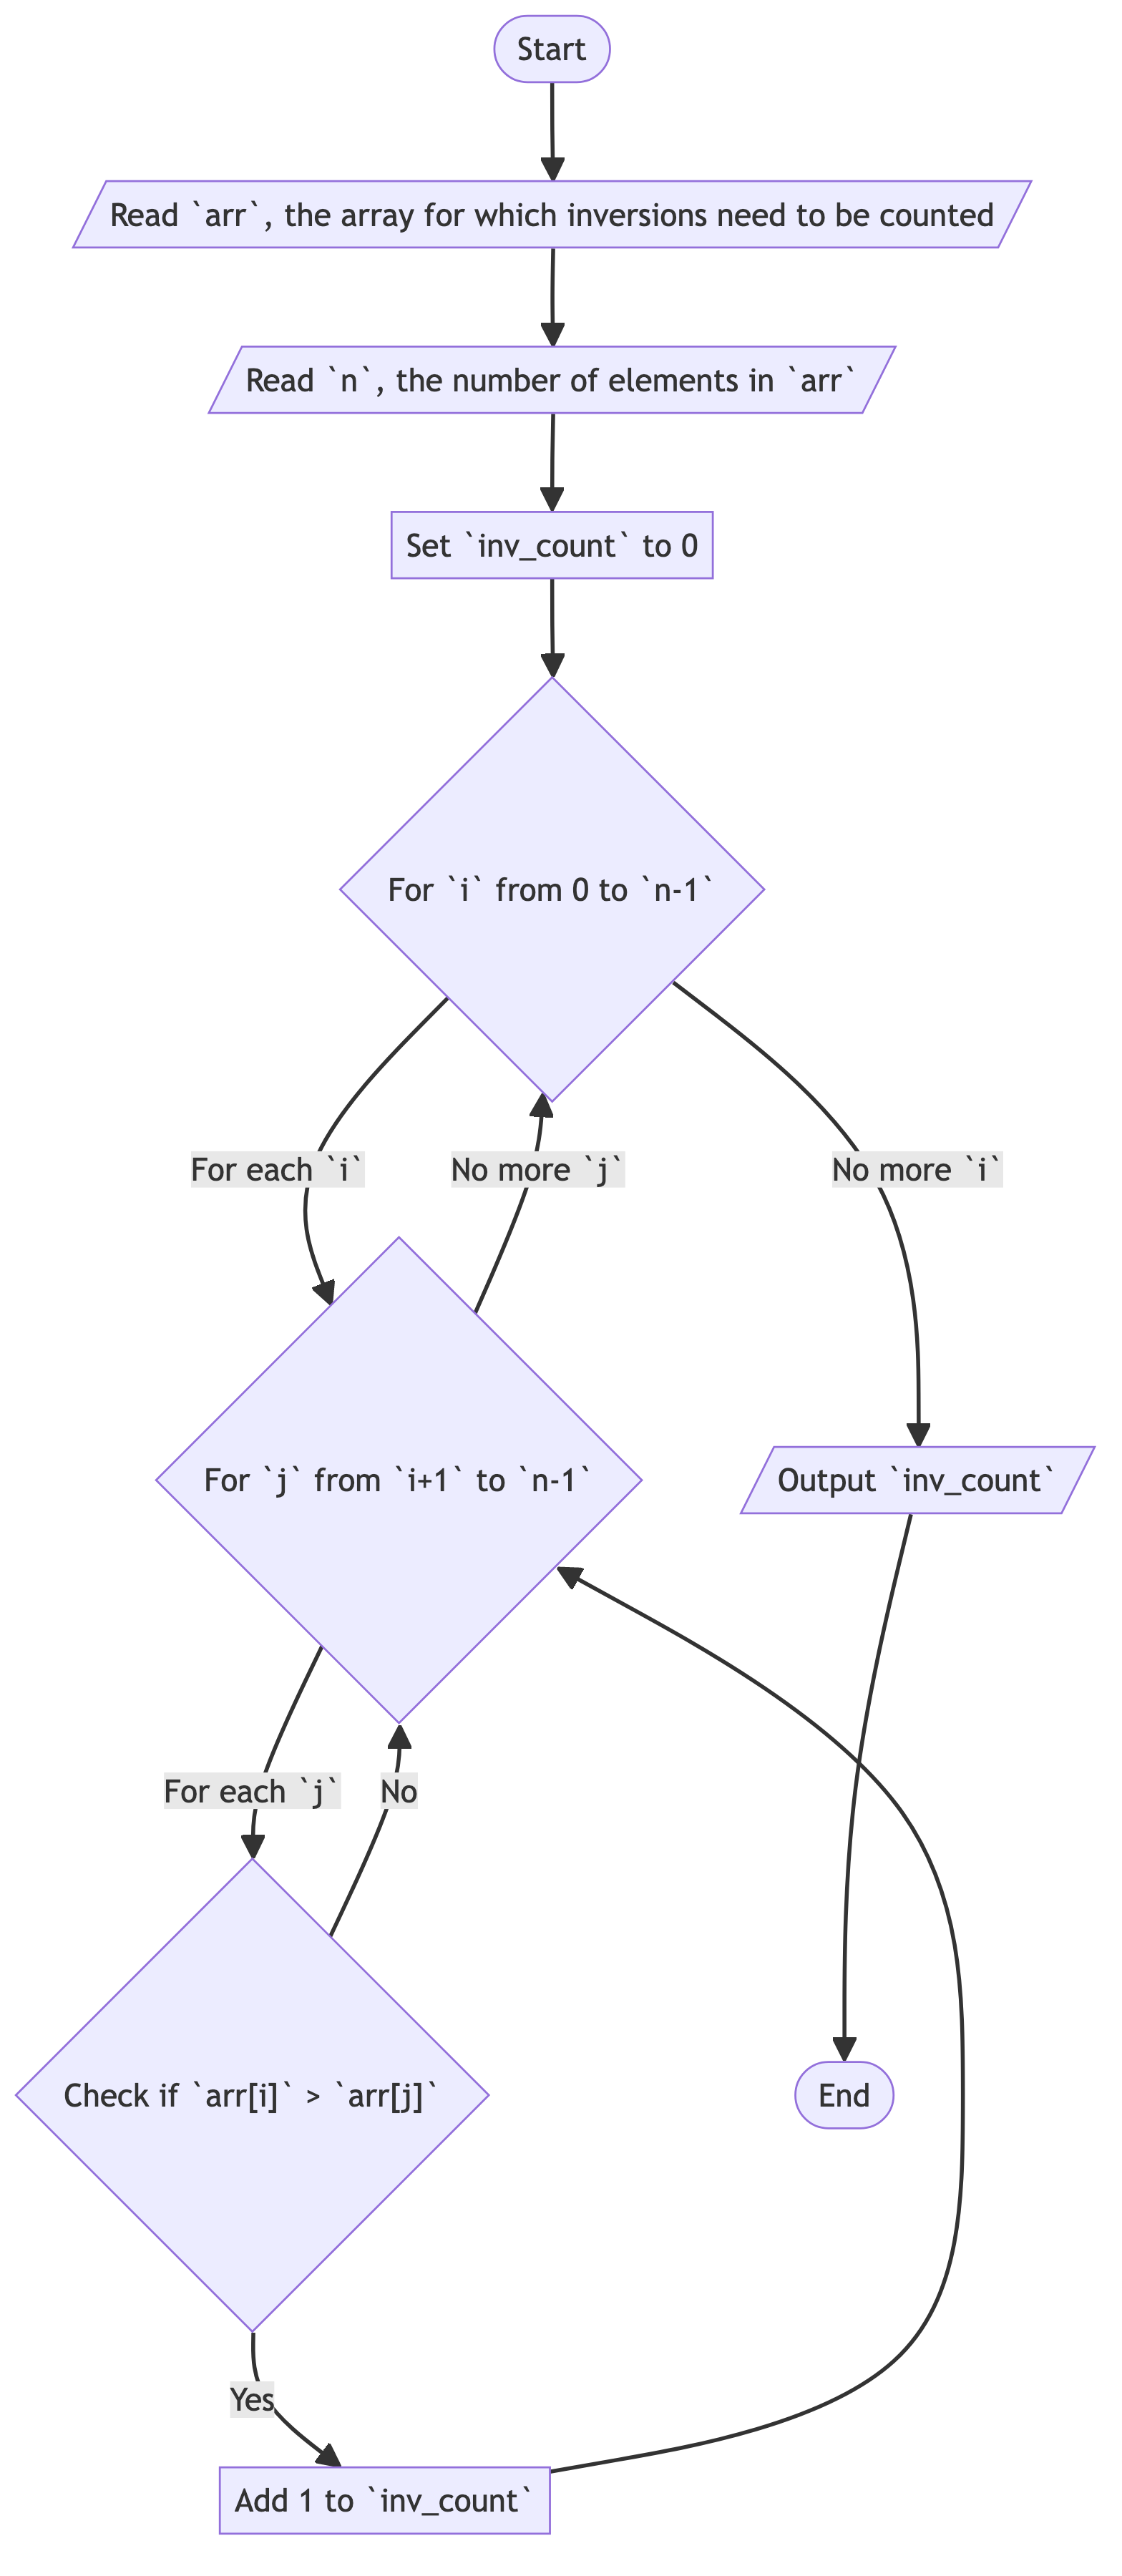 Start
Read `arr`, the array for which inversions need to be counted
Read `n`, the number of elements in `arr`
Set `inv_count` to 0
For `i` from 0 to `n-1`
For each `i`
No more `j`
No more `i`
For `j` from `i+1` to `n-1`
Output `inv_count`
For each `j`
No
Check if `arr[i]` > `arr[j]`
End
Yes
Add 1 to `inv_count`